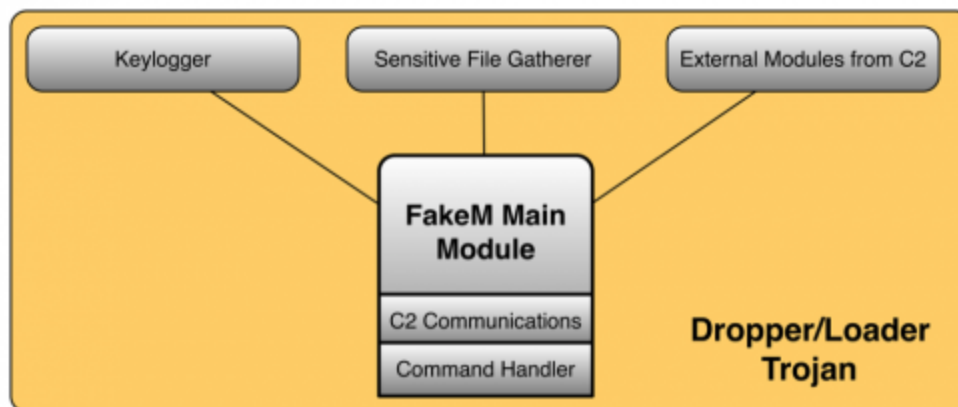 Keylogger
Sensitive File Gatherer
External Modules from C2
FakeM Main
Module
C2 Communications
Command Handler
Dropper/Loader
Trojan